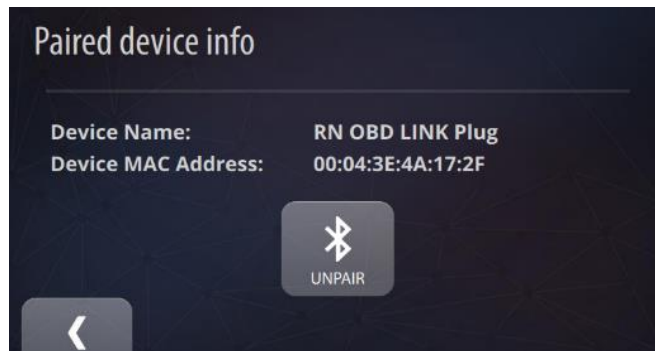 Paired device info
Device Name: RN OBD LINK Plug
Device MAC Address: 00:04:3E:4A:17:2F
UNPAIR